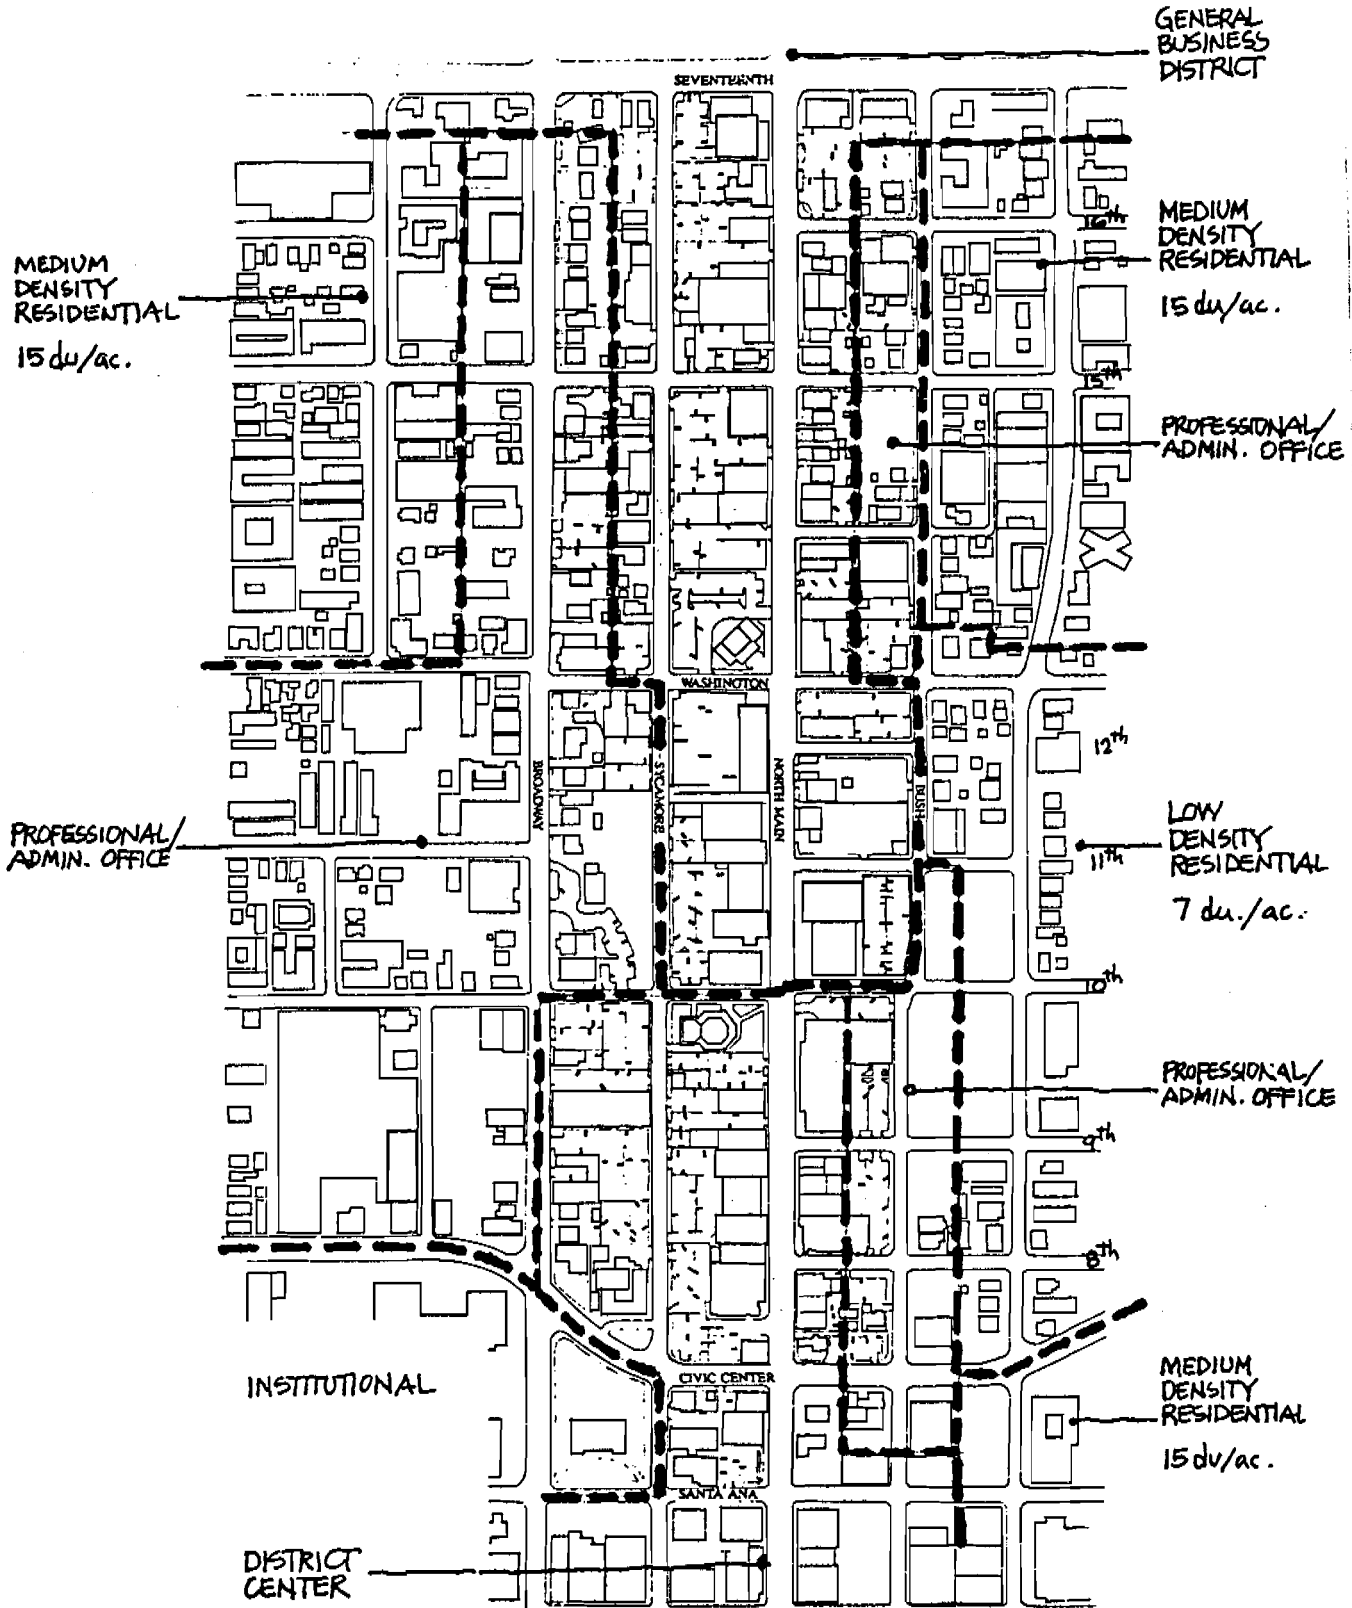 GENERAL
BUSINESS
DISTRICT
SEVENTEENTH
16th
MEDIUM
DENSITY
RESIDENTIAL
15 du/ac.
MEDIUM
DENSITY
RESIDENTIAL
15 du/ac.
15th
PROFESSIONAL/
ADMIN. OFFICE
WASHINGTON
12th
BROADWAY
SYCAMORE
NORTH MAIN
BUSH
PROFESSIONAL/
ADMIN. OFFICE
11th
LOW
DENSITY
RESIDENTIAL
7 du./ac.
10th
PROFESSIONAL/
ADMIN. OFFICE
9th
8th
INSTITUTIONAL
CIVIC CENTER
MEDIUM
DENSITY
RESIDENTIAL
15 du/ac.
SANTA ANA
DISTRICT
CENTER